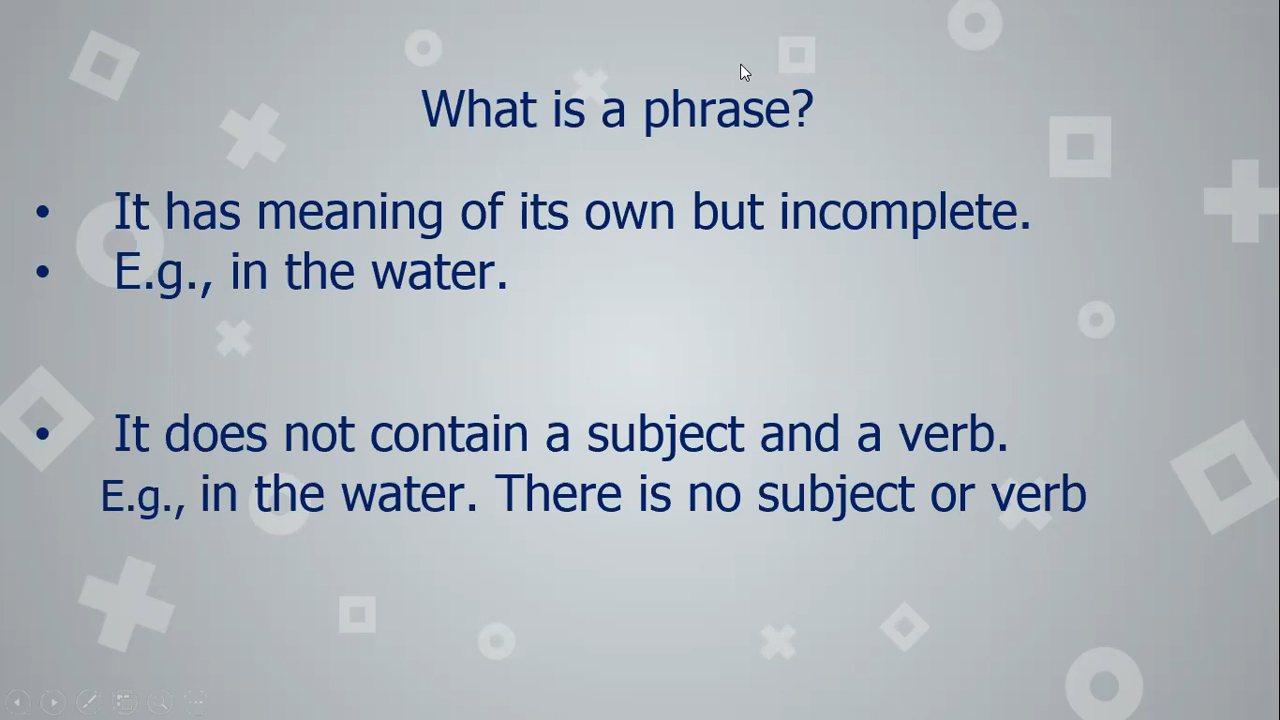 What is a phrase?
• It has meaning of its own but incomplete.
• E.g., in the water.
• It does not contain a subject and a verb.
E.g., in the water. There is no subject or verb